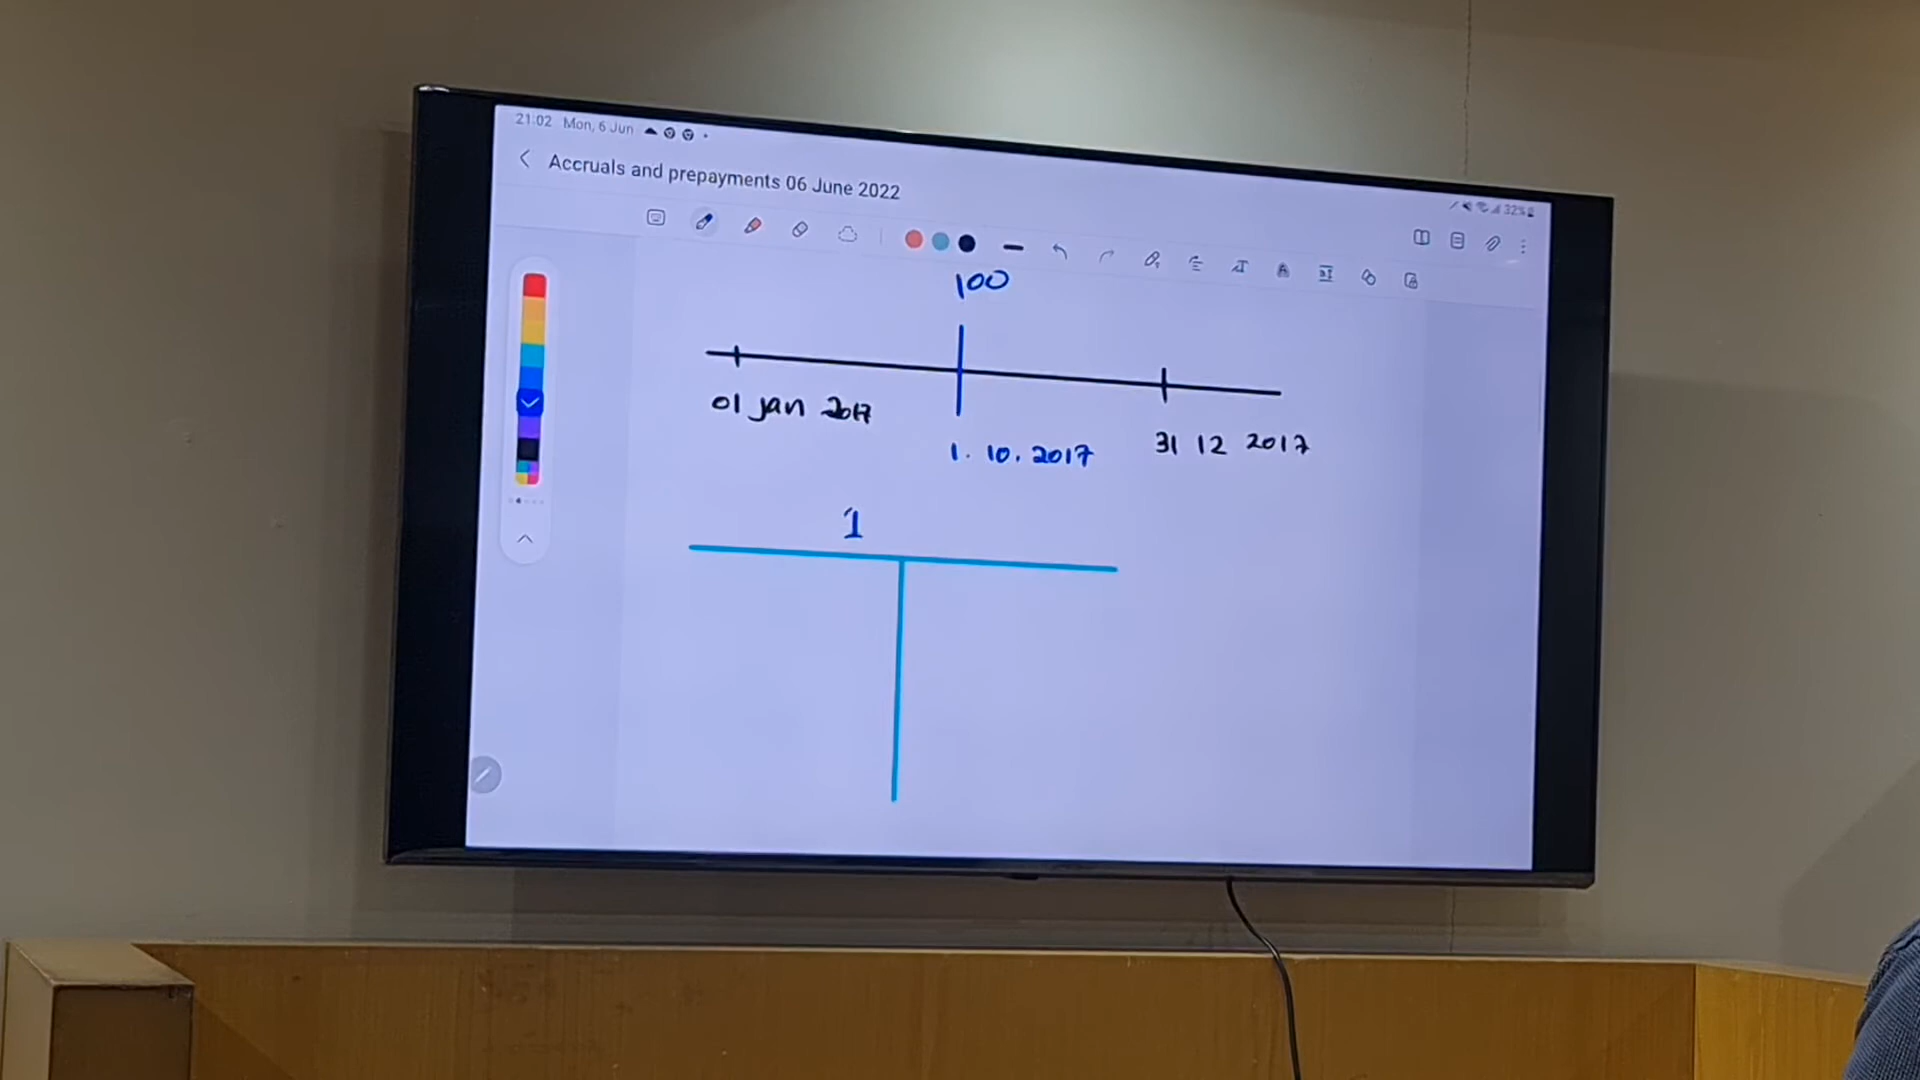 21:02 Mon, 6 Jun
32%
Accruals and prepayments 06 June 2022
100
01 Jan 2017
1. 10. 2017
31 12 2017
1